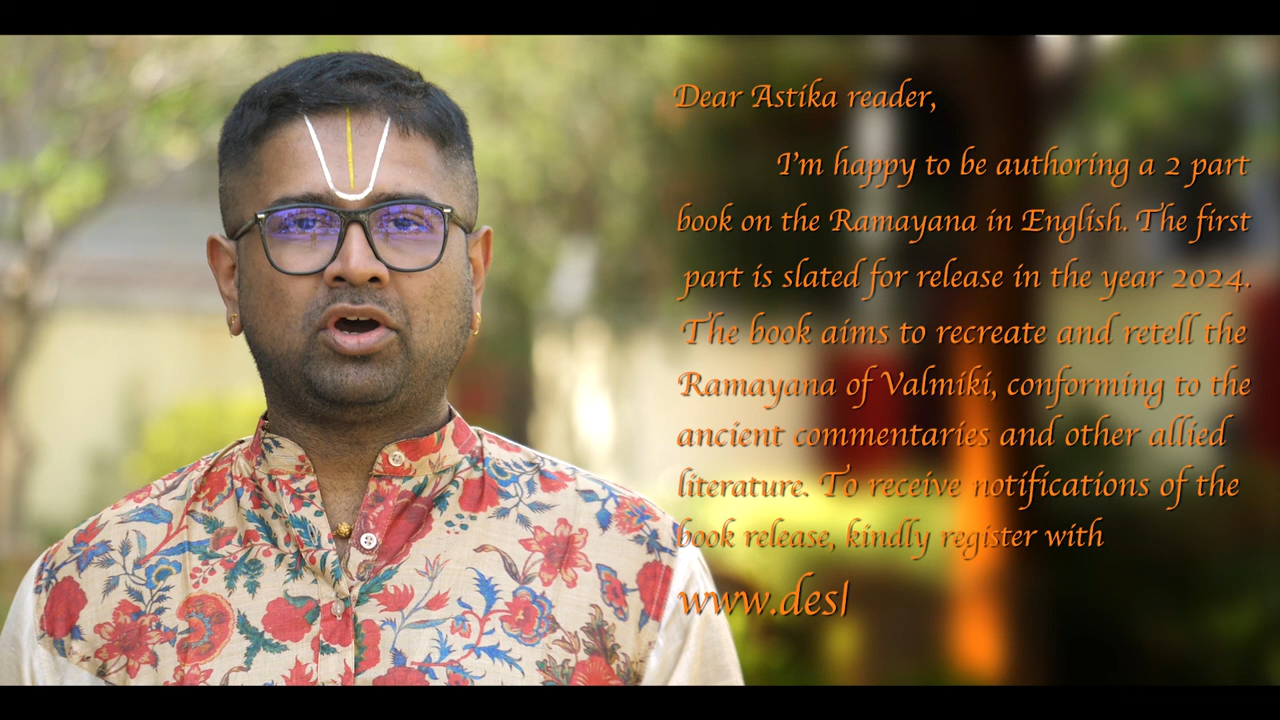 Dear Astika reader,
I'm happy to be authoring a 2 part
book on the Ramayana in English. The first
part is slated for release in the year 2024.
The book aims to recreate and retell the
Ramayana of Valmiki, conforming to the
ancient commentaries and other allied
literature. To receive notifications of the
book release, kindly register with
www.des